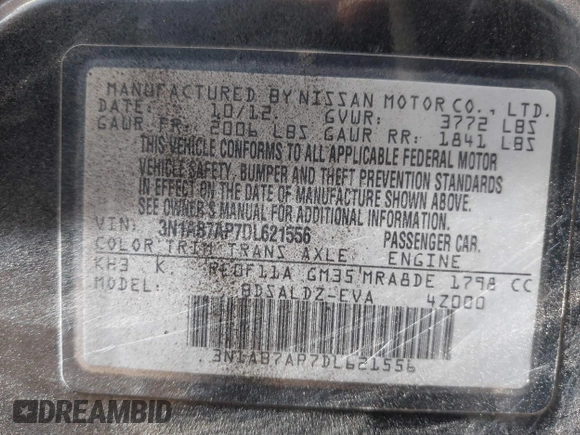 MANUFACTURED BY NISSAN MOTOR CO., LTD.
DATE: 10/12 GVWR: 3772 LBS
GAWR FR: 2006 LBS GAWR RR: 1841 LBS
THIS VEHICLE CONFORMS TO ALL APPLICABLE FEDERAL MOTOR
VEHICLE SAFETY, BUMPER AND THEFT PREVENTION STANDARDS
IN EFFECT ON THE DATE OF MANUFACTURE SHOWN ABOVE.
SEE OWNER'S MANUAL FOR ADDITIONAL INFORMATION.
VIN: 3N1AB7AP7DL621556 PASSENGER CAR.
COLOR TRIM TRANS AXLE ENGINE
KH3 K RE0F11A GM35 MRA8DE 1798 CC
MODEL: BDSALDZ-EVA 4Z000
3N1AB7AP7DL621556
DREAMBID